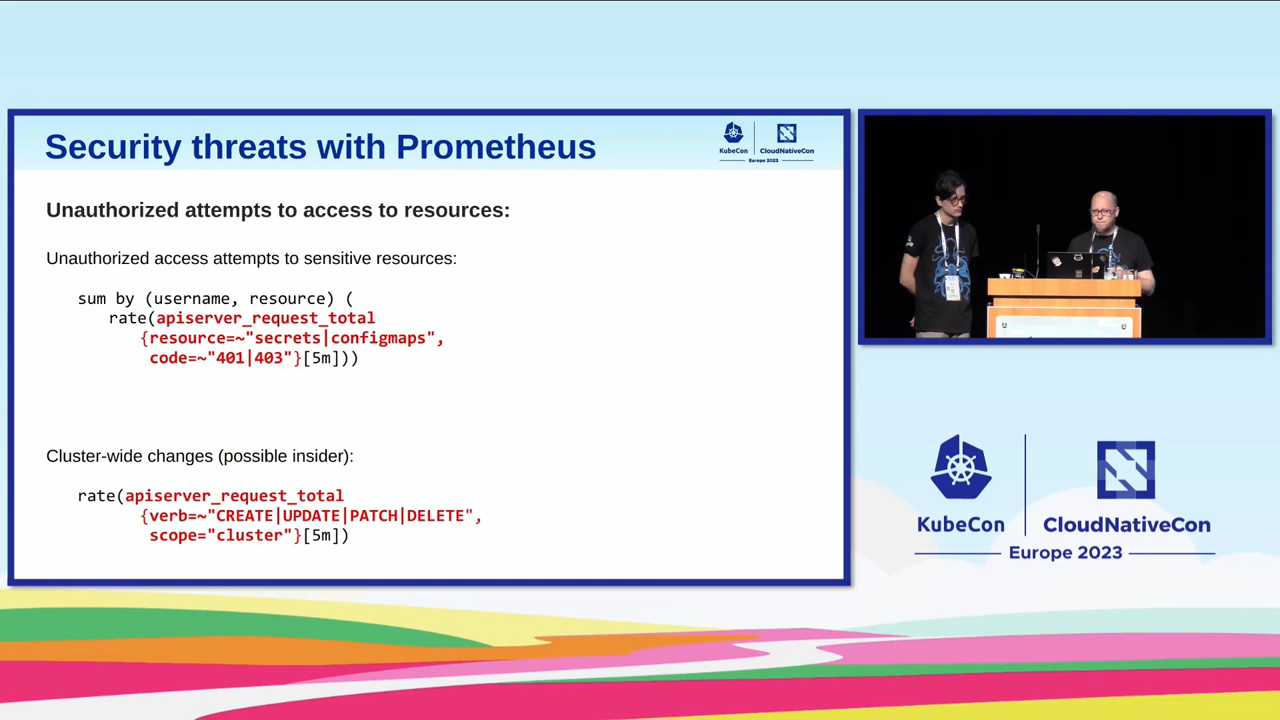 Security threats with Prometheus
KubeCon
CloudNativeCon
Europe 2023
Unauthorized attempts to access to resources:
Unauthorized access attempts to sensitive resources:
sum by (username, resource) (
rate(apiserver_request_total
{resource=~"secrets|configmaps",
code=~"401|403"}[5m]))
Cluster-wide changes (possible insider):
rate(apiserver_request_total
{verb=~"CREATE|UPDATE|PATCH|DELETE",
scope="cluster"}[5m])
KubeCon
CloudNativeCon
Europe 2023